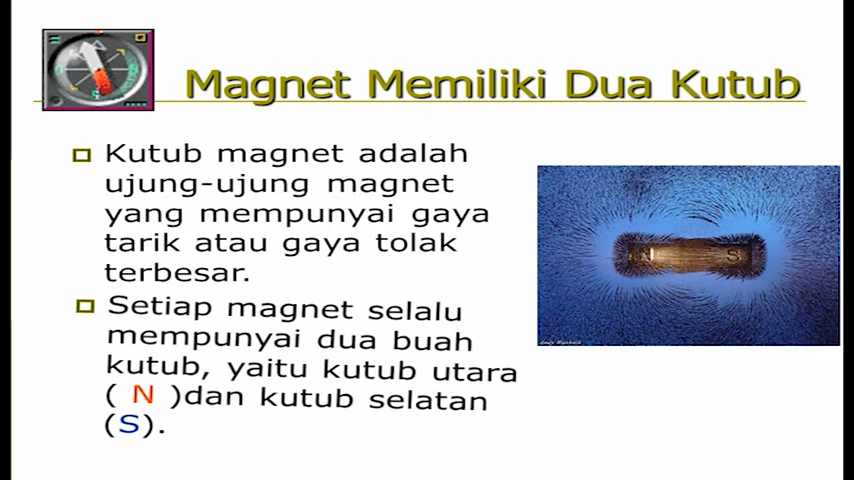 Magnet Memiliki Dua Kutub
Kutub magnet adalah
ujung-ujung magnet
yang mempunyai gaya
tarik atau gaya tolak
terbesar.
Setiap magnet selalu
mempunyai dua buah
kutub, yaitu kutub utara
( N )dan kutub selatan
(S).
N S